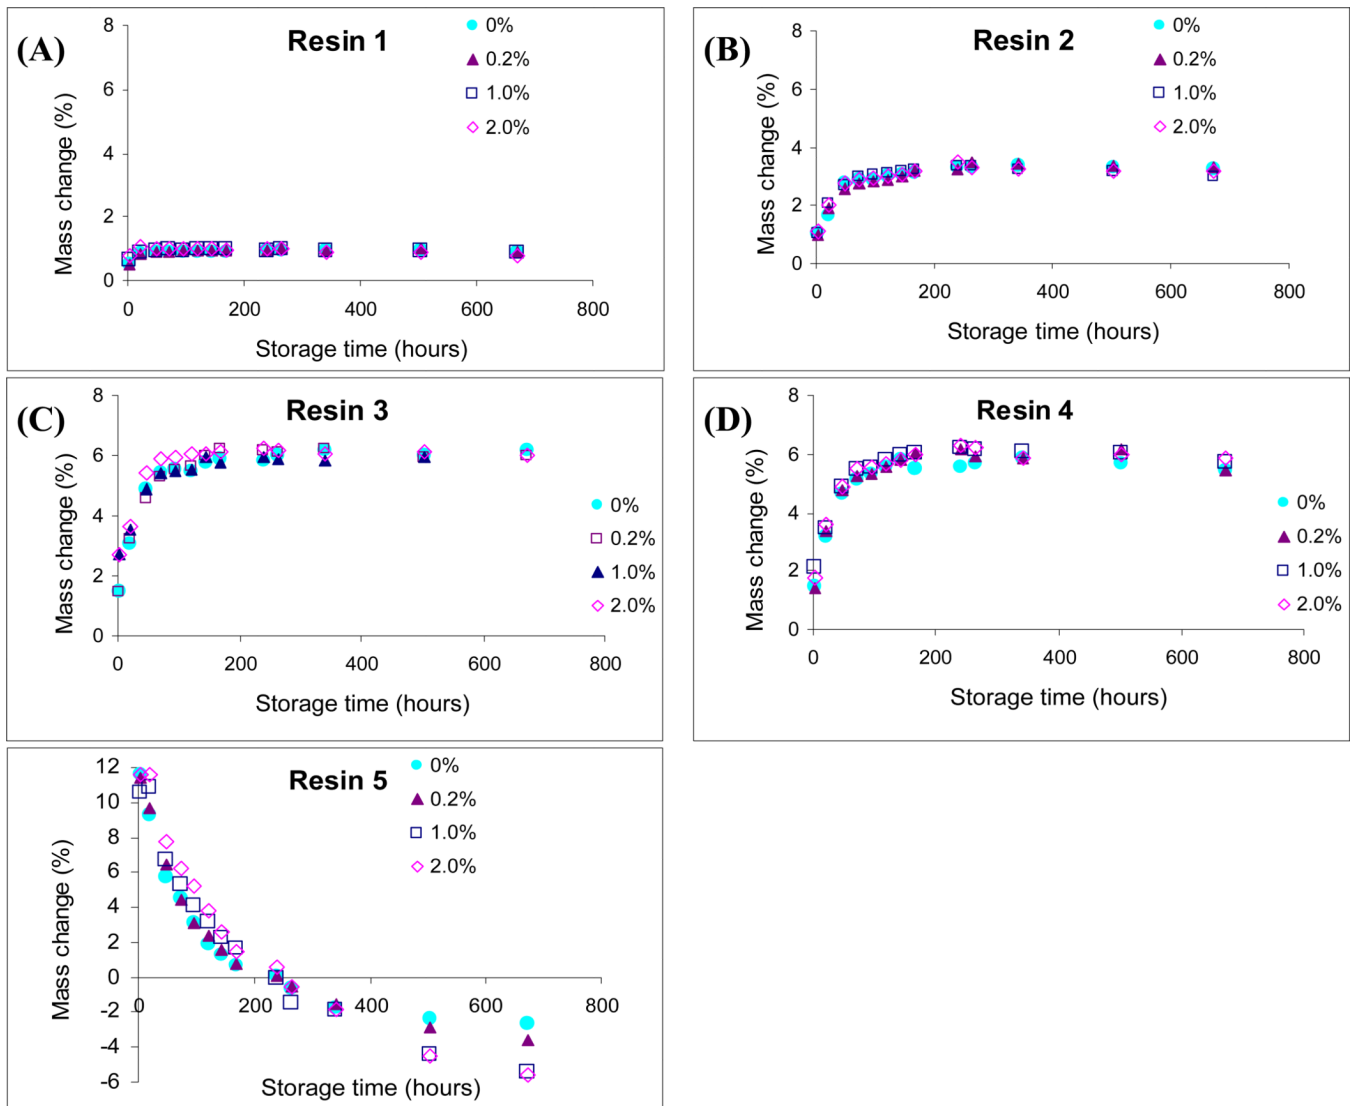 (A)
Resin 1
0%
0.2%
1.0%
2.0%
Mass change (%)
8
6
4
2
0
0 200 400 600 800
Storage time (hours)
(B)
Resin 2
0%
0.2%
1.0%
2.0%
Mass change (%)
8
6
4
2
0
0 200 400 600 800
Storage time (hours)
(C)
Resin 3
0%
0.2%
1.0%
2.0%
Mass change (%)
8
6
4
2
0
0 200 400 600 800
Storage time (hours)
(D)
Resin 4
0%
0.2%
1.0%
2.0%
Mass change (%)
8
6
4
2
0
0 200 400 600 800
Storage time (hours)
Resin 5
0%
0.2%
1.0%
2.0%
Mass change (%)
12
10
8
6
4
2
0
-2
-4
-6
0 200 400 600 800
Storage time (hours)